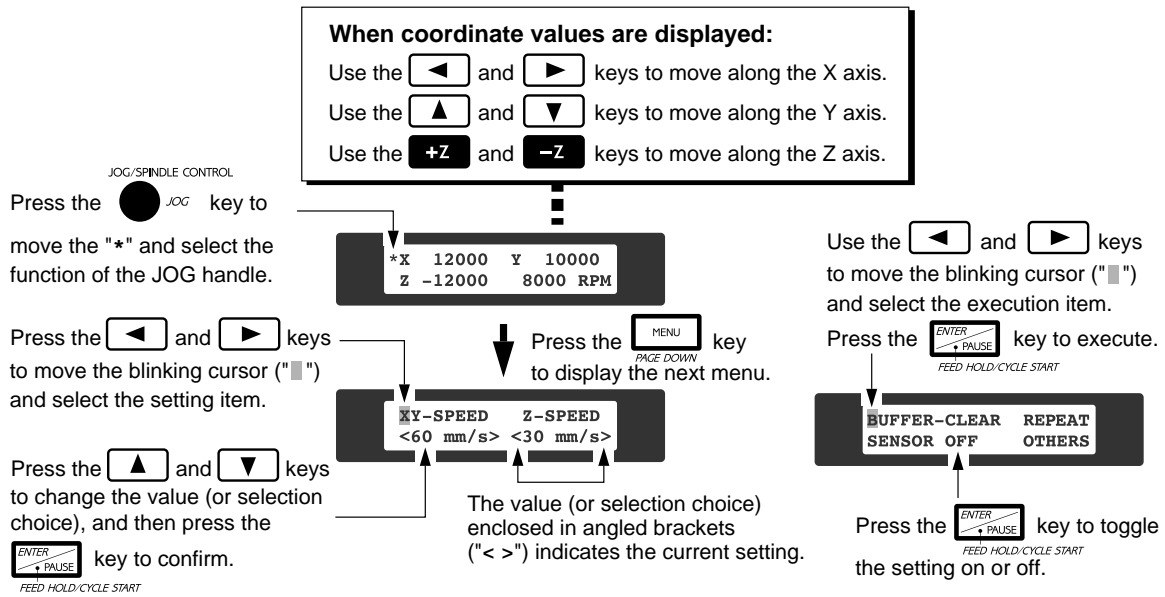 When coordinate values are displayed:
Use the ◄ and ► keys to move along the X axis.
Use the ▲ and ▼ keys to move along the Y axis.
Use the +Z and −Z keys to move along the Z axis.
JOG/SPINDLE CONTROL
Press the JOG key to
move the "*" and select the
function of the JOG handle.
*X 12000 Y 10000
Z -12000 8000 RPM
Press the ◄ and ► keys
to move the blinking cursor (" ")
and select the setting item.
Press the MENU key
PAGE DOWN
to display the next menu.
XY-SPEED Z-SPEED
<60 mm/s> <30 mm/s>
Press the ▲ and ▼ keys
to change the value (or selection
choice), and then press the
ENTER PAUSE key to confirm.
FEED HOLD/CYCLE START
The value (or selection choice)
enclosed in angled brackets
("< >") indicates the current setting.
Use the ◄ and ► keys
to move the blinking cursor (" ")
and select the execution item.
Press the ENTER PAUSE key to execute.
FEED HOLD/CYCLE START
BUFFER-CLEAR REPEAT
SENSOR OFF OTHERS
Press the ENTER PAUSE key to toggle
FEED HOLD/CYCLE START
the setting on or off.